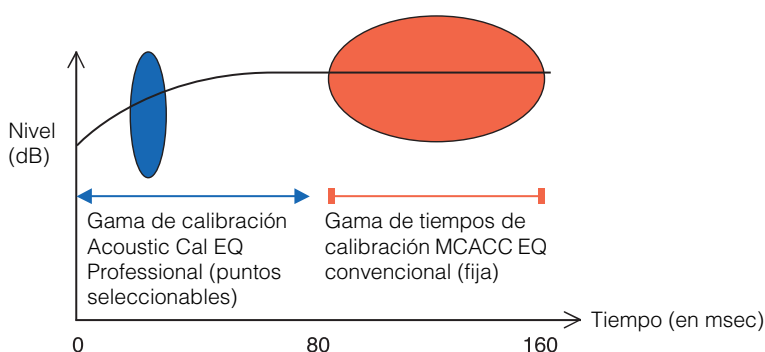 Nivel
(dB)
Gama de calibración
Acoustic Cal EQ
Professional (puntos
seleccionables)
Gama de tiempos de
calibración MCACC EQ
convencional (fija)
Tiempo (en msec)
0
80
160